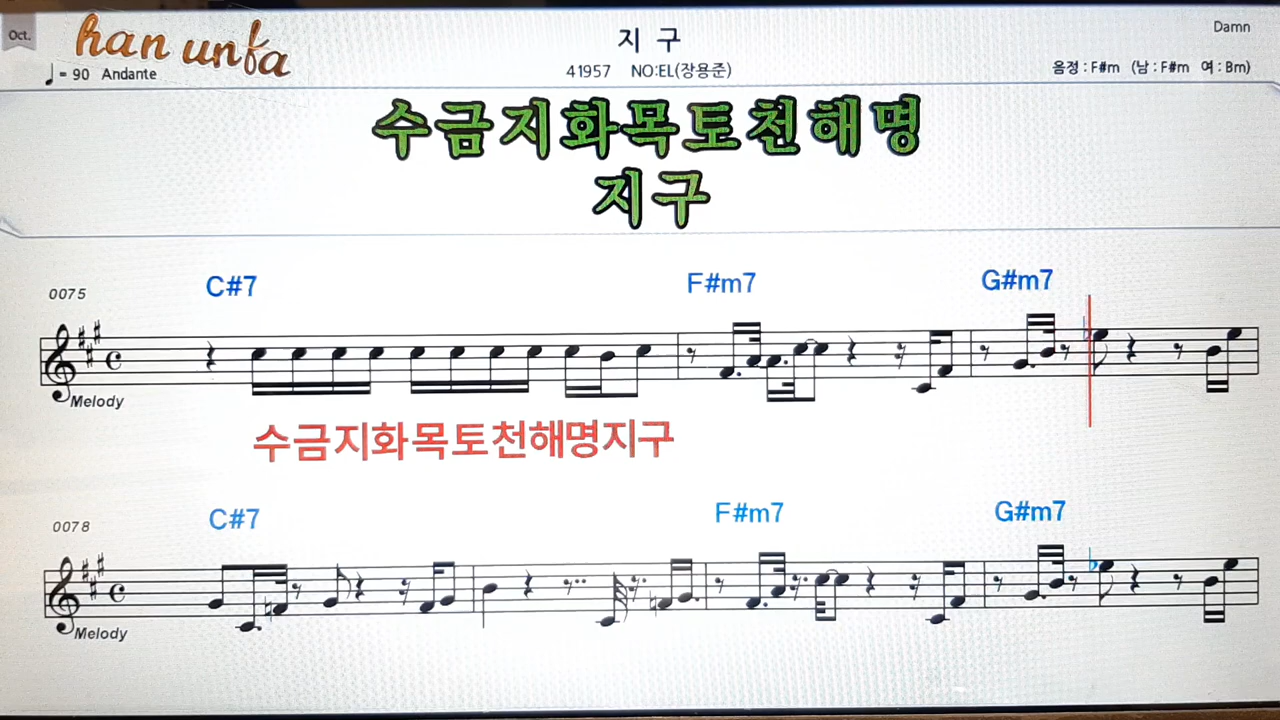 Oct.
han unfa
♩ = 90 Andante
지 구
41957 NO:EL(장용준)
Damn
음정 : F#m (남 : F#m 여 : Bm)
수금지화목토천해명
지구
0075
C#7 F#m7 G#m7
Melody
수금지화목토천해명지구
0078
C#7 F#m7 G#m7
Melody